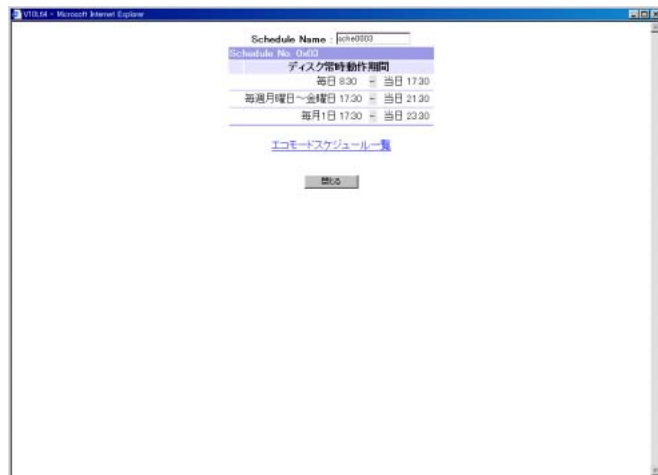 V10L64 - Microsoft Internet Explorer
Schedule Name : sche0003
Schedule No. 0x03
ディスク常時動作期間
毎日 8:30 ~ 当日 17:30
毎週月曜日～金曜日 17:30 ~ 当日 21:30
毎月1日 17:30 ~ 当日 23:30
エコモードスケジュール一覧
閉じる